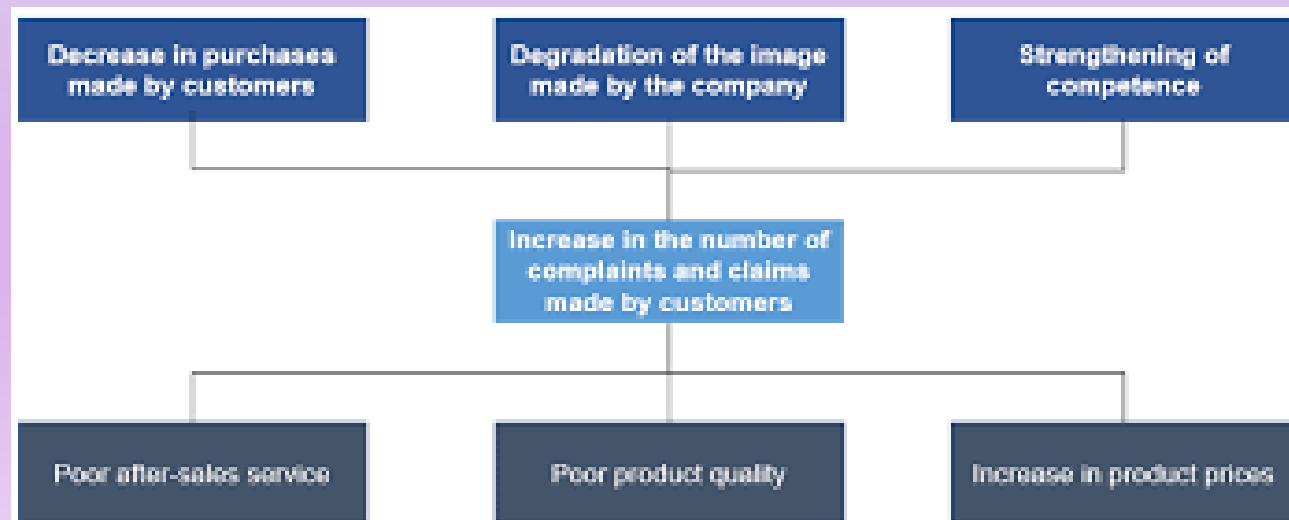 Decrease in purchases
made by customers
Degradation of the image
made by the company
Strengthening of
competence
Increase in the number of
complaints and claims
made by customers
Poor after-sales service
Poor product quality
Increase in product prices